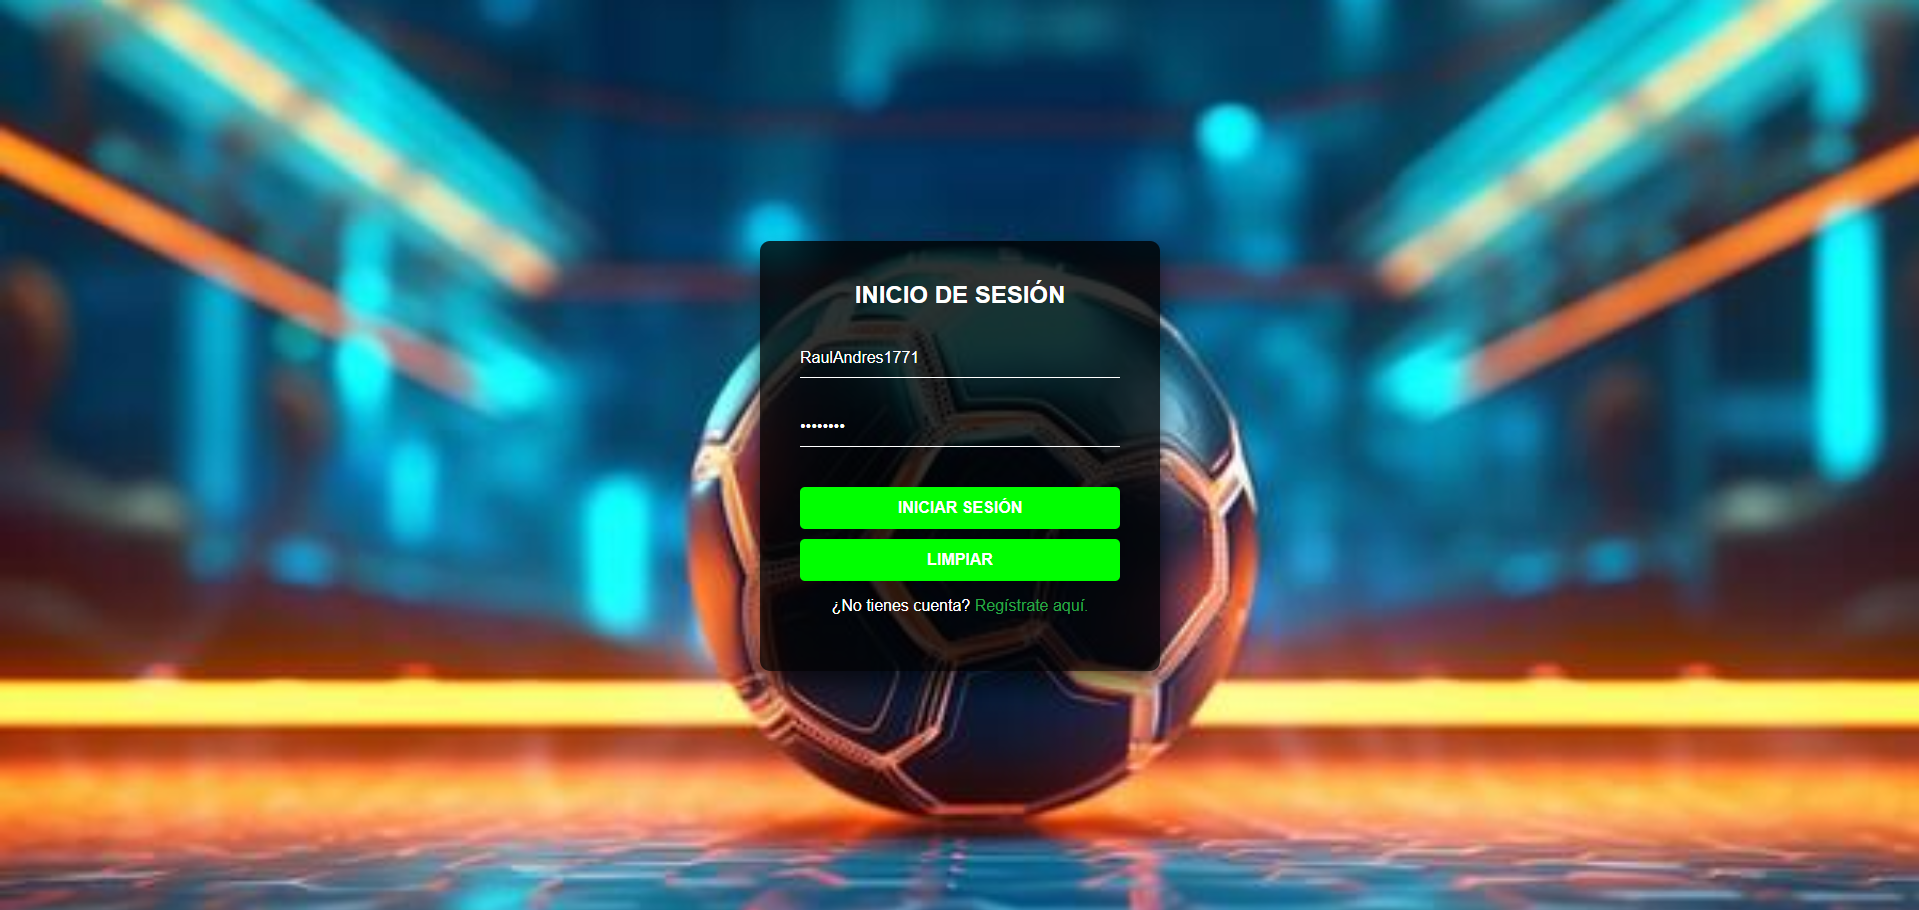 INICIO DE SESIÓN
RaulAndres1771
••••••••
INICIAR SESIÓN
LIMPIAR
¿No tienes cuenta? Regístrate aquí.